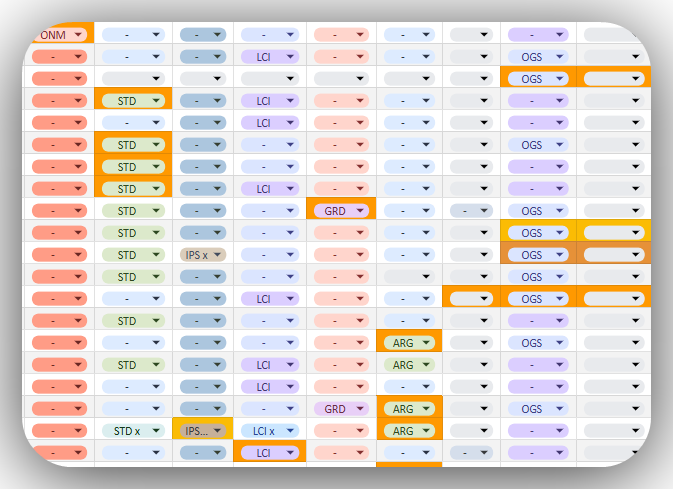 ONM - - - - - -
- - - LCI - - OGS
- OGS
- STD - LCI - - -
- - - LCI - - -
- STD - - - - OGS
- STD - - - - -
- STD - LCI - - -
- STD - - GRD - - OGS
- STD - - - - OGS
- STD IPS x - - - OGS
- STD - - - OGS
- - - LCI - - OGS
- STD - - - - -
- - - - - ARG OGS
- STD - LCI - ARG -
- - - LCI - - -
- - - - GRD ARG OGS
- STD x IPS... LCI x - ARG -
- - - LCI - - - -